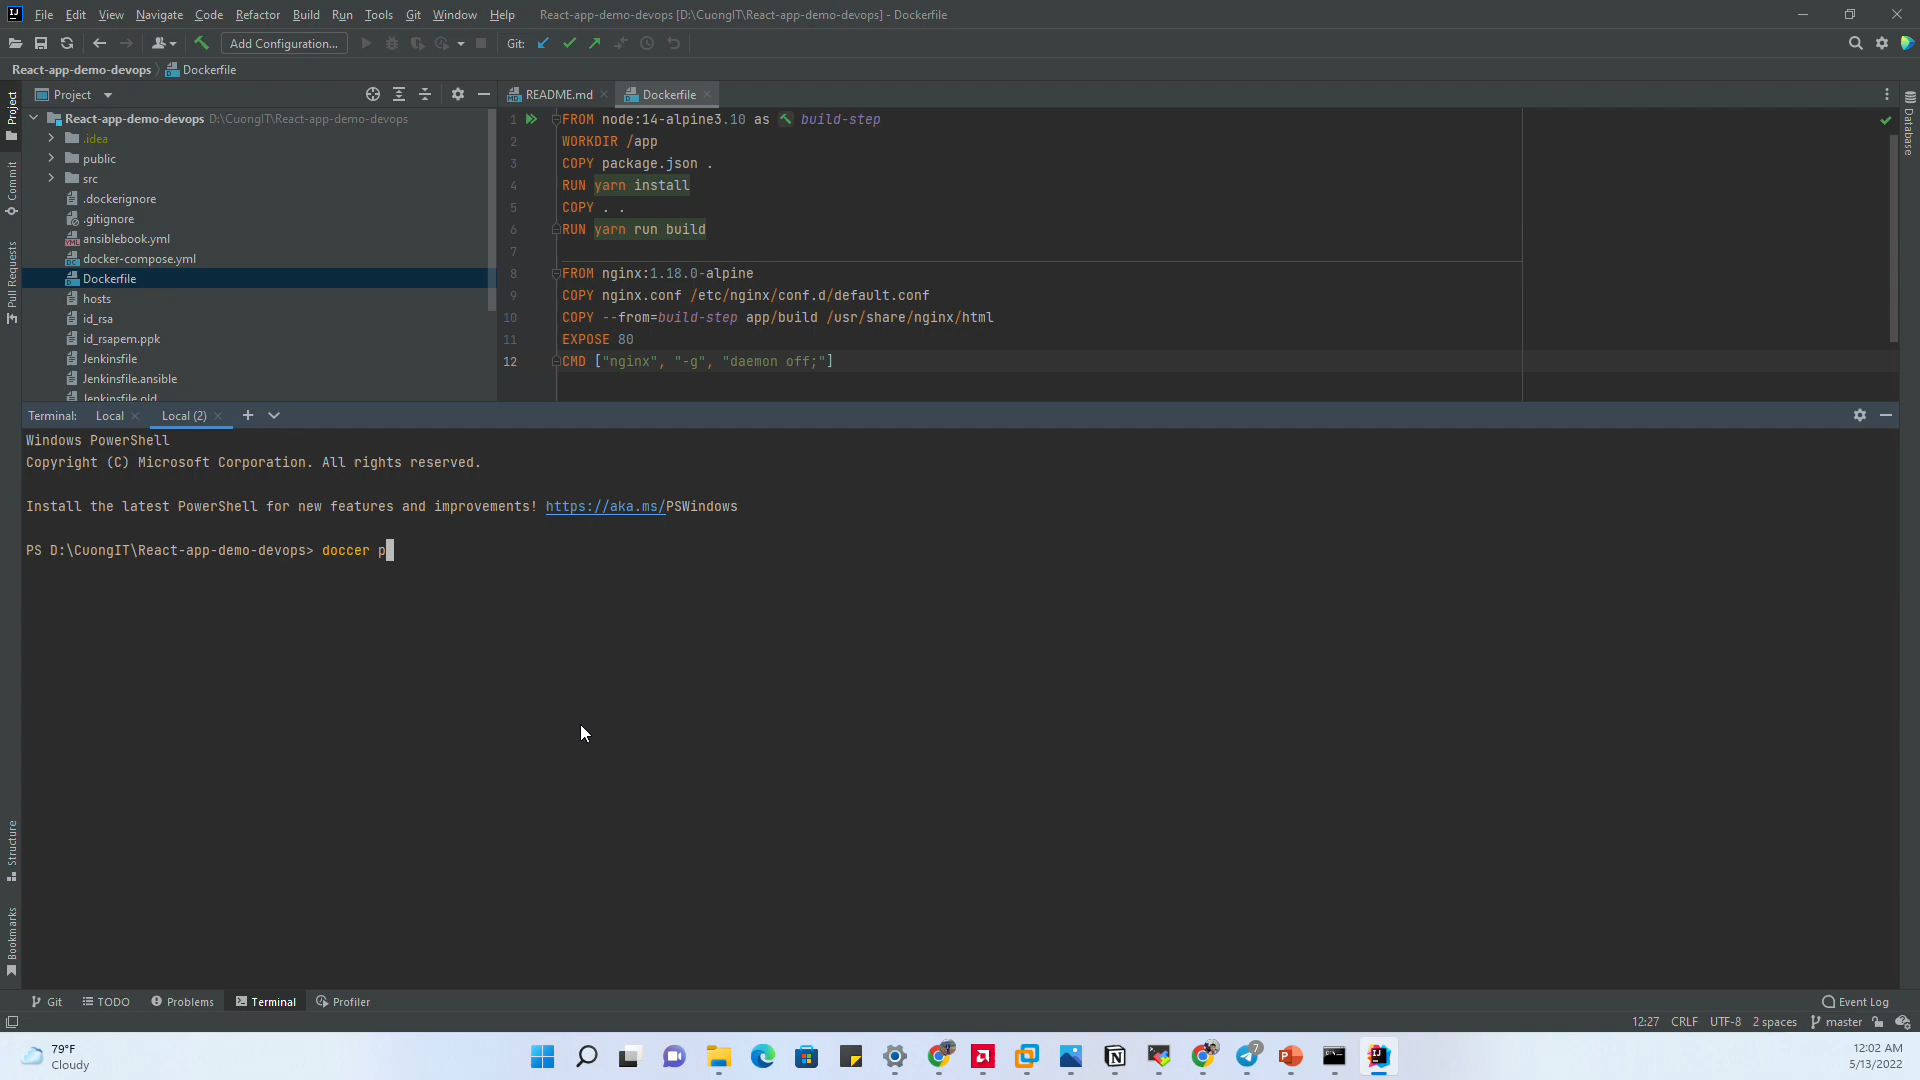 File Edit View Navigate Code Refactor Build Run Tools Git Window Help React-app-demo-devops [D:\CuongIT\React-app-demo-devops] - Dockerfile
Add Configuration... Git:
React-app-demo-devops Dockerfile
Project
README.md Dockerfile
React-app-demo-devops D:\CuongIT\React-app-demo-devops
.idea
public
src
.dockerignore
.gitignore
ansiblebook.yml
docker-compose.yml
Dockerfile
hosts
id_rsa
id_rsapem.ppk
Jenkinsfile
Jenkinsfile.ansible
Jenkinsfile.old
1 FROM node:14-alpine3.10 as build-step
2 WORKDIR /app
3 COPY package.json .
4 RUN yarn install
5 COPY . .
6 RUN yarn run build
7
8 FROM nginx:1.18.0-alpine
9 COPY nginx.conf /etc/nginx/conf.d/default.conf
10 COPY --from=build-step app/build /usr/share/nginx/html
11 EXPOSE 80
12 CMD ["nginx", "-g", "daemon off;"]
Project
Commit
Pull Requests
Structure
Bookmarks
Database
Terminal: Local Local (2)
Windows PowerShell
Copyright (C) Microsoft Corporation. All rights reserved.
Install the latest PowerShell for new features and improvements! https://aka.ms/PSWindows
PS D:\CuongIT\React-app-demo-devops> doccer p
Git TODO Problems Terminal Profiler Event Log
12:27 CRLF UTF-8 2 spaces master
79°F
Cloudy
7
12:02 AM
5/13/2022